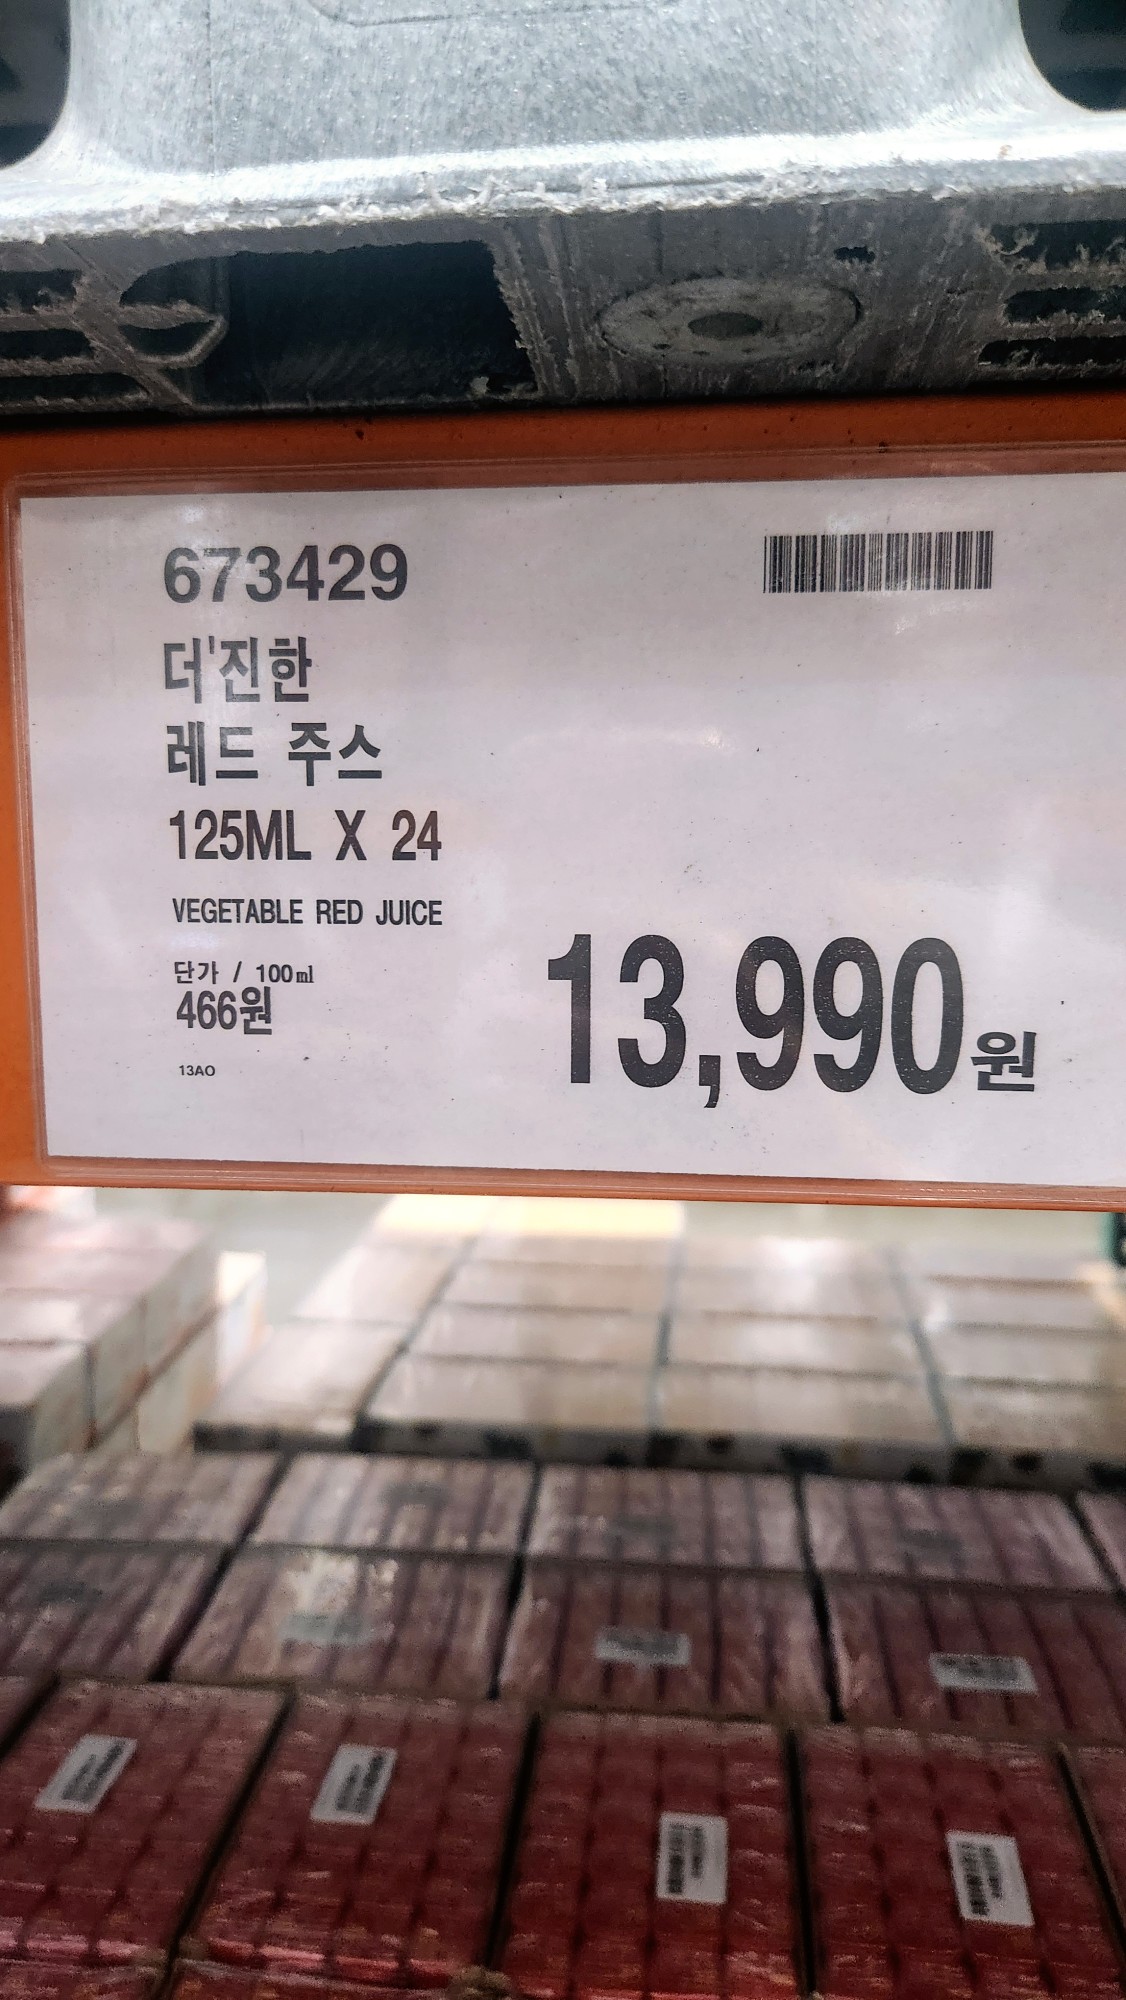 673429
더'진한
레드 주스
125ML X 24
VEGETABLE RED JUICE
단가 / 100㎖
466원
13,990원
13AO